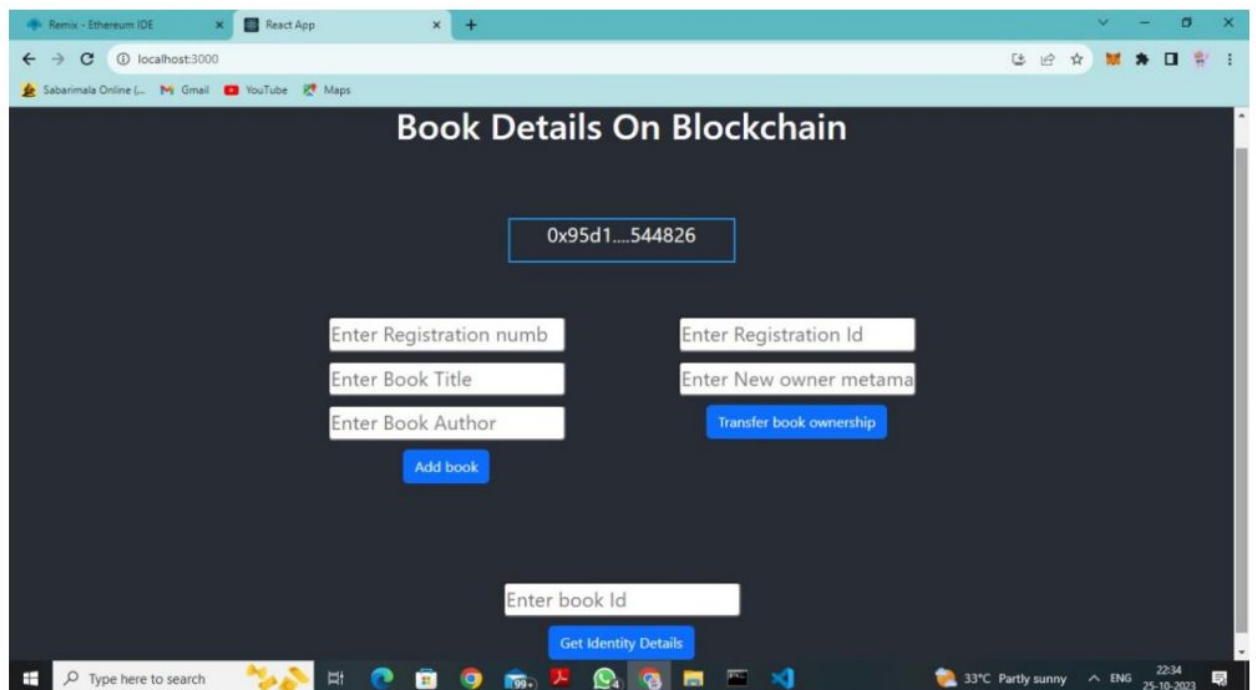 Remix - Ethereum IDE
React App
localhost:3000
Sabarimala Online (...
Gmail
YouTube
Maps
Book Details On Blockchain
0x95d1....544826
Enter Registration numb
Enter Registration Id
Enter Book Title
Enter New owner metama
Enter Book Author
Transfer book ownership
Add book
Enter book Id
Get Identity Details
Type here to search
99+
4
33°C Partly sunny
ENG
22:34
25-10-2023